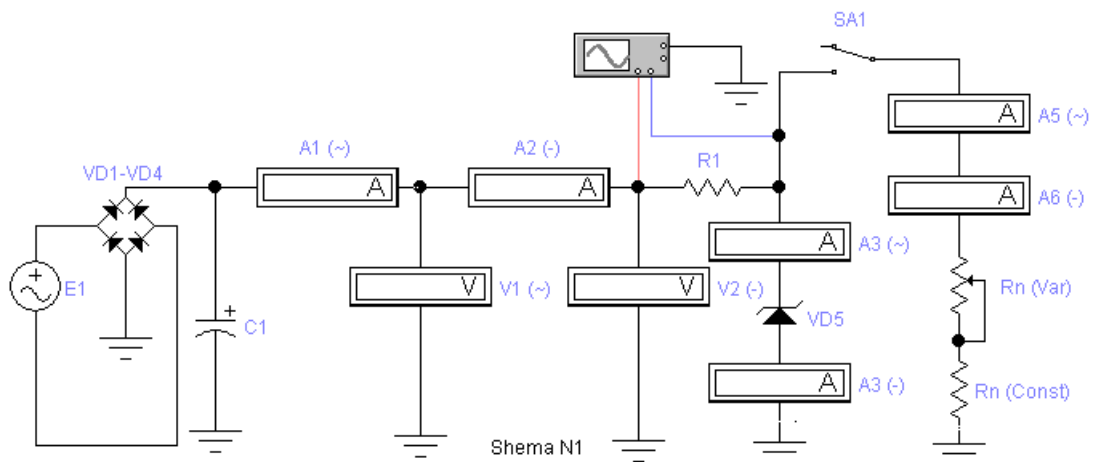 SA1
A
A5 (~)
A1 (~)
A2 (-)
R1
VD1-VD4
A
A
A
A6 (-)
A
A3 (~)
E1
V
V1 (~)
V
V2 (-)
Rn (Var)
C1
VD5
A
A3 (-)
Rn (Const)
Shema N1